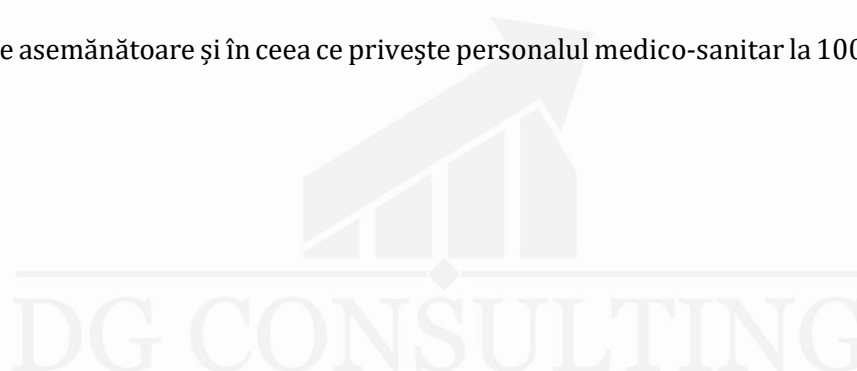 e asemănătoare și în ceea ce privește personalul medico-sanitar la 100
DG CONSULTING